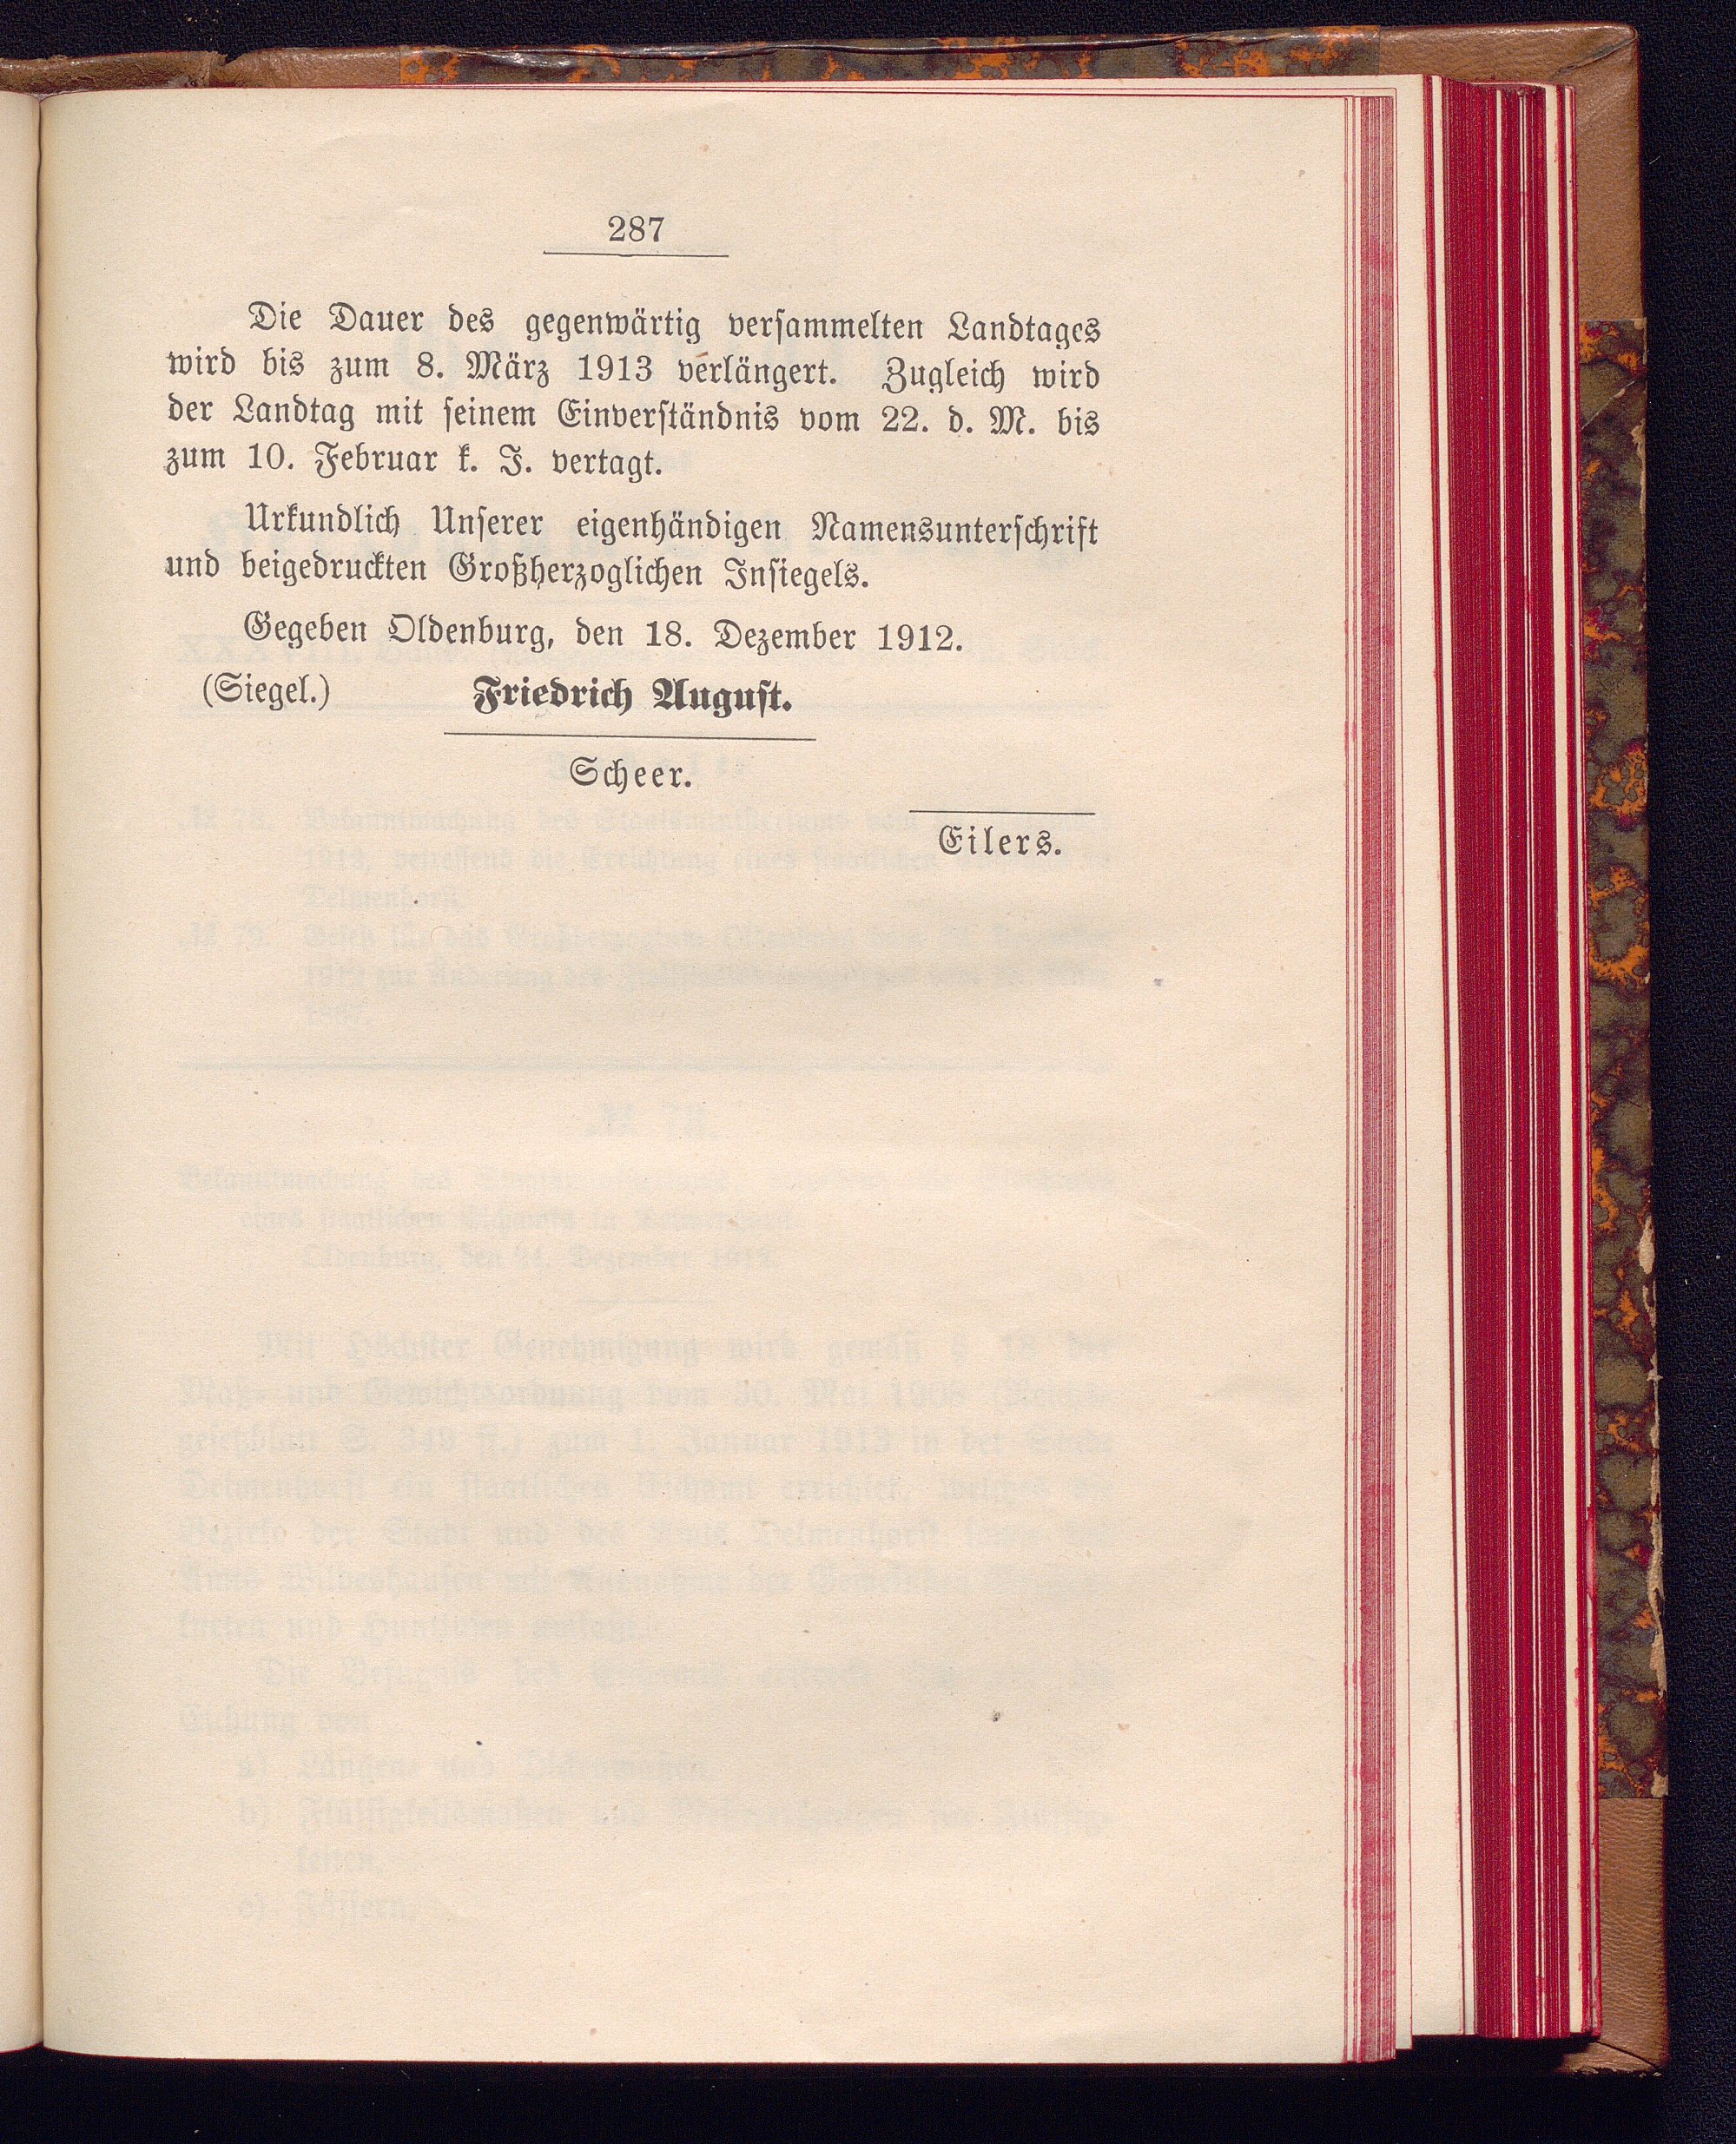 287
Die Dauer des gegenwärtig versammelten Landtages
wird bis zum 8. März 1913 verlängert. Zugleich wird
der Landtag mit seinem Einverständnis vom 22. d. M. bis
zum 10. Februar k. J. vertagt.
Urkundlich Unserer eigenhändigen Namensunterschrift
und beigedruckten Großherzoglichen Insiegels.
Gegeben Oldenburg, den 18. Dezember 1912.
(Siegel.) Friedrich August.
Scheer.
Eilers.